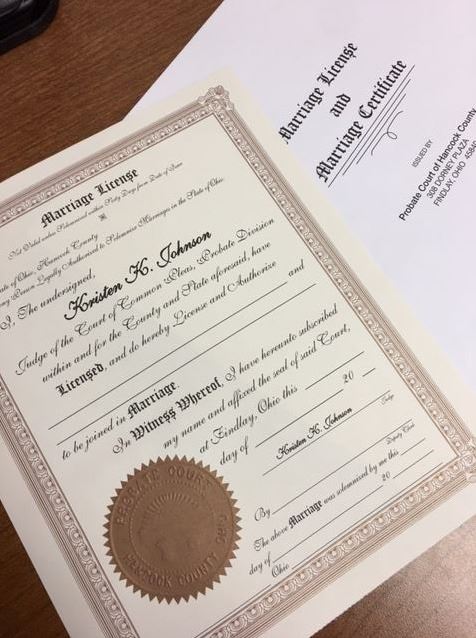 Marriage License
and
Marriage Certificate
ISSUED BY
Probate Court of Hancock County
308 DORNEY PLAZA
FINDLAY, OHIO 45840
Marriage License
Not Valid unless Solemnized within Sixty Days from Date of Issue
State of Ohio, Hancock County
any Person Legally Authorized to Solemnize Marriages in the State of Ohio:
I, The undersigned, Kristen K. Johnson
Judge of the Court of Common Pleas, Probate Division
within and for the County and State aforesaid, have
Licensed, and do hereby License and Authorize
and
to be joined in Marriage.
In Witness Whereof, I have hereunto subscribed
my name and affixed the seal of said Court,
at Findlay, Ohio this
day of 20
Kristen K. Johnson
Judge
By
Deputy Clerk
The above Marriage was solemnized by me this
day of 20
Ohio
PROBATE COURT
HANCOCK COUNTY OHIO